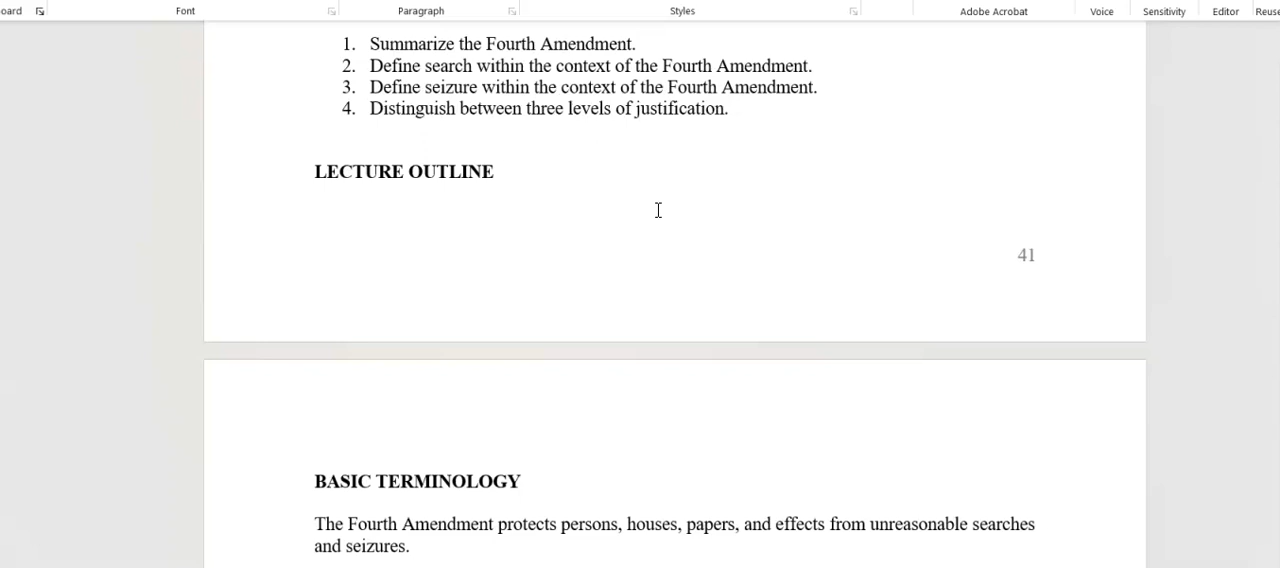 oard Font Paragraph Styles Adobe Acrobat Voice Sensitivity Editor Reuse
1. Summarize the Fourth Amendment.
2. Define search within the context of the Fourth Amendment.
3. Define seizure within the context of the Fourth Amendment.
4. Distinguish between three levels of justification.
LECTURE OUTLINE
41
BASIC TERMINOLOGY
The Fourth Amendment protects persons, houses, papers, and effects from unreasonable searches
and seizures.